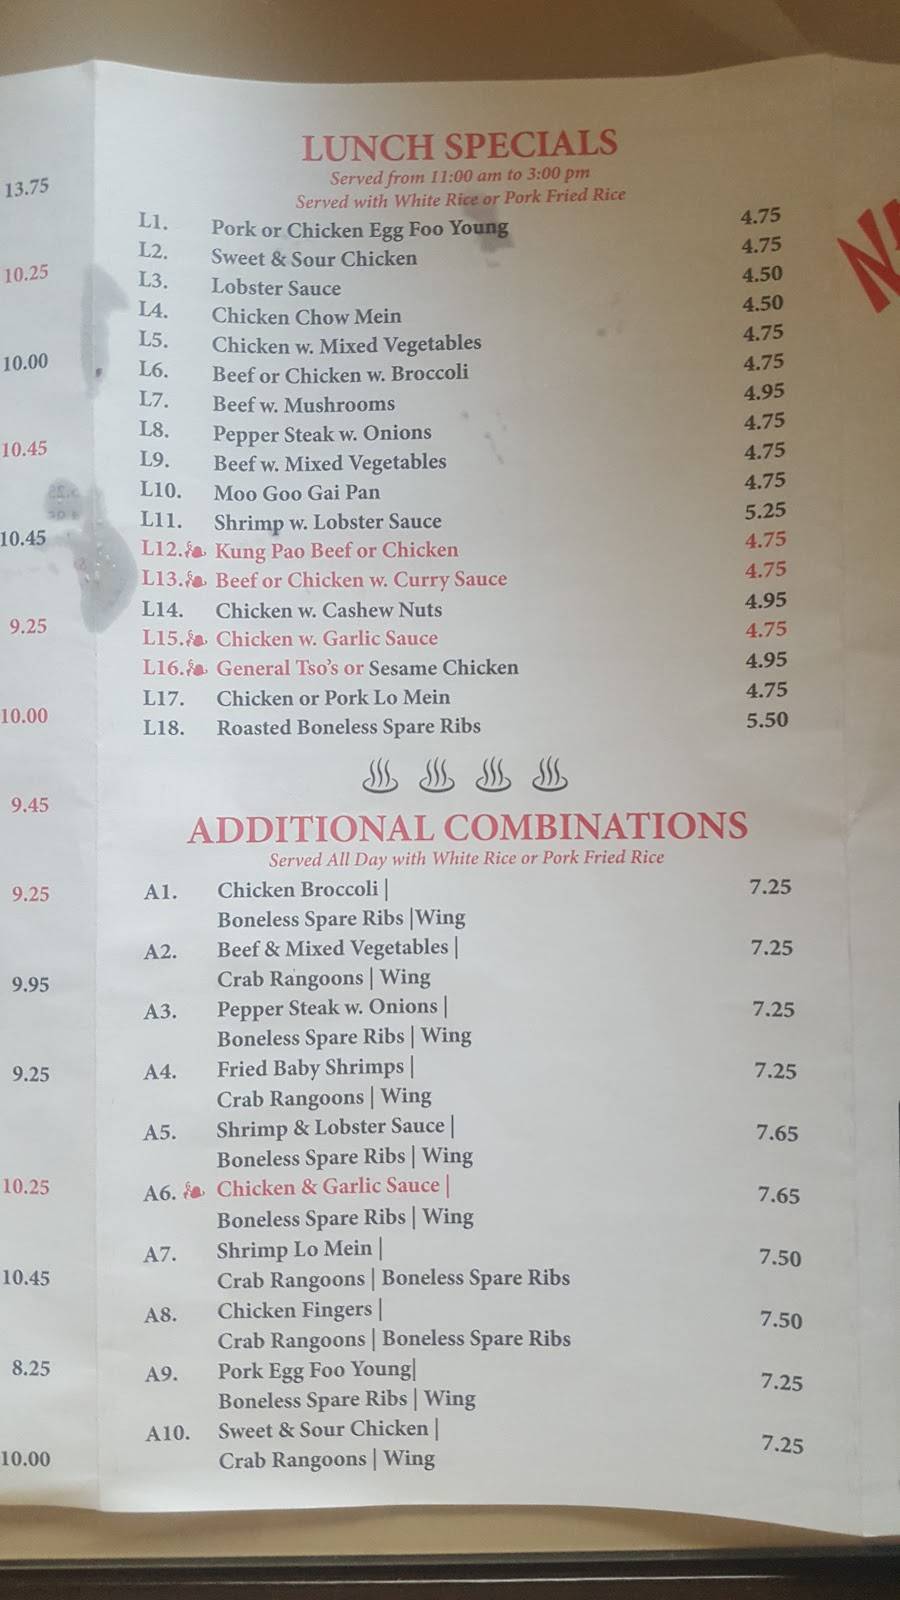 13.75
10.25
10.00
10.45
10.45
9.25
10.00
9.45
9.25
9.95
9.25
10.25
10.45
8.25
10.00
LUNCH SPECIALS
Served from 11:00 am to 3:00 pm
Served with White Rice or Pork Fried Rice
L1. Pork or Chicken Egg Foo Young 4.75
L2. Sweet & Sour Chicken 4.75
L3. Lobster Sauce 4.50
L4. Chicken Chow Mein 4.50
L5. Chicken w. Mixed Vegetables 4.75
L6. Beef or Chicken w. Broccoli 4.75
L7. Beef w. Mushrooms 4.95
L8. Pepper Steak w. Onions 4.75
L9. Beef w. Mixed Vegetables 4.75
L10. Moo Goo Gai Pan 4.75
L11. Shrimp w. Lobster Sauce 5.25
L12. Kung Pao Beef or Chicken 4.75
L13. Beef or Chicken w. Curry Sauce 4.75
L14. Chicken w. Cashew Nuts 4.95
L15. Chicken w. Garlic Sauce 4.75
L16. General Tso's or Sesame Chicken 4.95
L17. Chicken or Pork Lo Mein 4.75
L18. Roasted Boneless Spare Ribs 5.50
ADDITIONAL COMBINATIONS
Served All Day with White Rice or Pork Fried Rice
A1. Chicken Broccoli | 7.25
Boneless Spare Ribs |Wing
A2. Beef & Mixed Vegetables | 7.25
Crab Rangoons | Wing
A3. Pepper Steak w. Onions | 7.25
Boneless Spare Ribs | Wing
A4. Fried Baby Shrimps | 7.25
Crab Rangoons | Wing
A5. Shrimp & Lobster Sauce | 7.65
Boneless Spare Ribs | Wing
A6. Chicken & Garlic Sauce | 7.65
Boneless Spare Ribs | Wing
A7. Shrimp Lo Mein | 7.50
Crab Rangoons | Boneless Spare Ribs
A8. Chicken Fingers | 7.50
Crab Rangoons | Boneless Spare Ribs
A9. Pork Egg Foo Young| 7.25
Boneless Spare Ribs | Wing
A10. Sweet & Sour Chicken | 7.25
Crab Rangoons | Wing